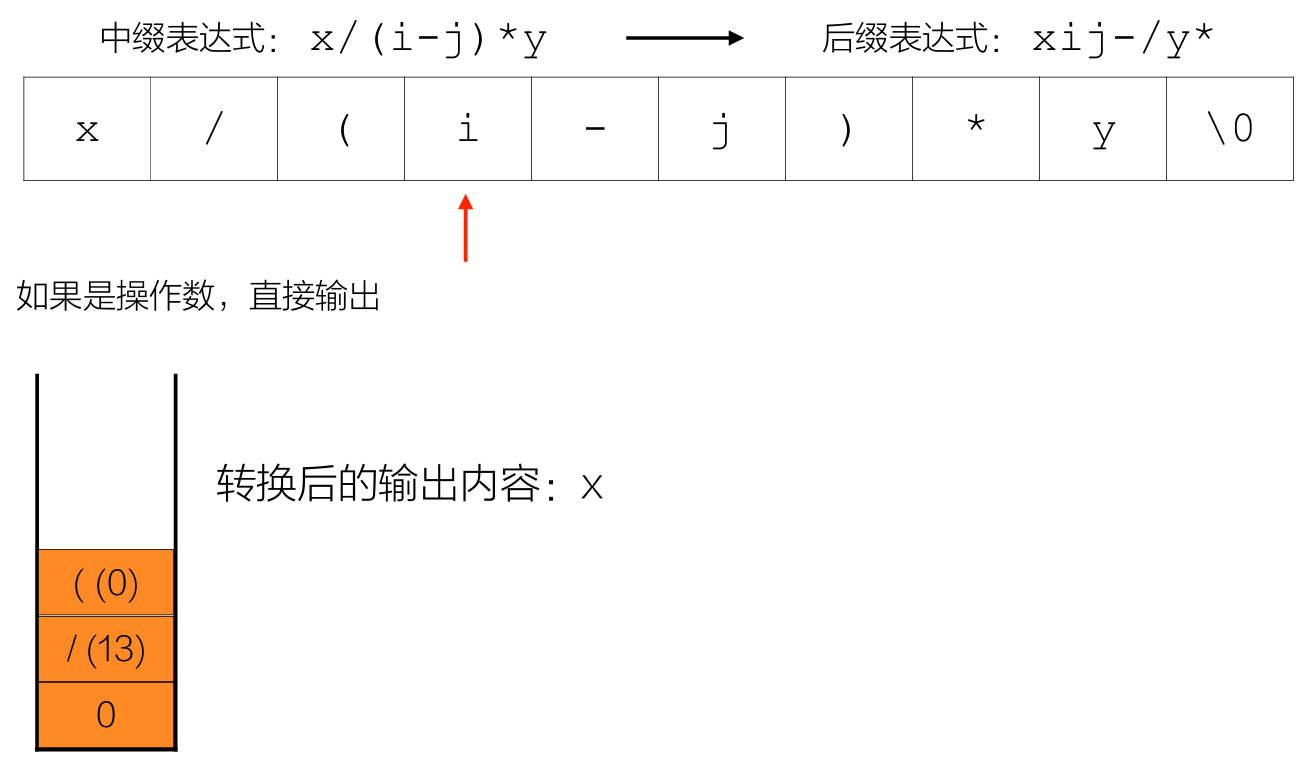 中缀表达式： x/(i-j)*y 后缀表达式： xij-/y*
x / ( i - j ) * y \0
如果是操作数，直接输出
转换后的输出内容：x
( (0)
/ (13)
0